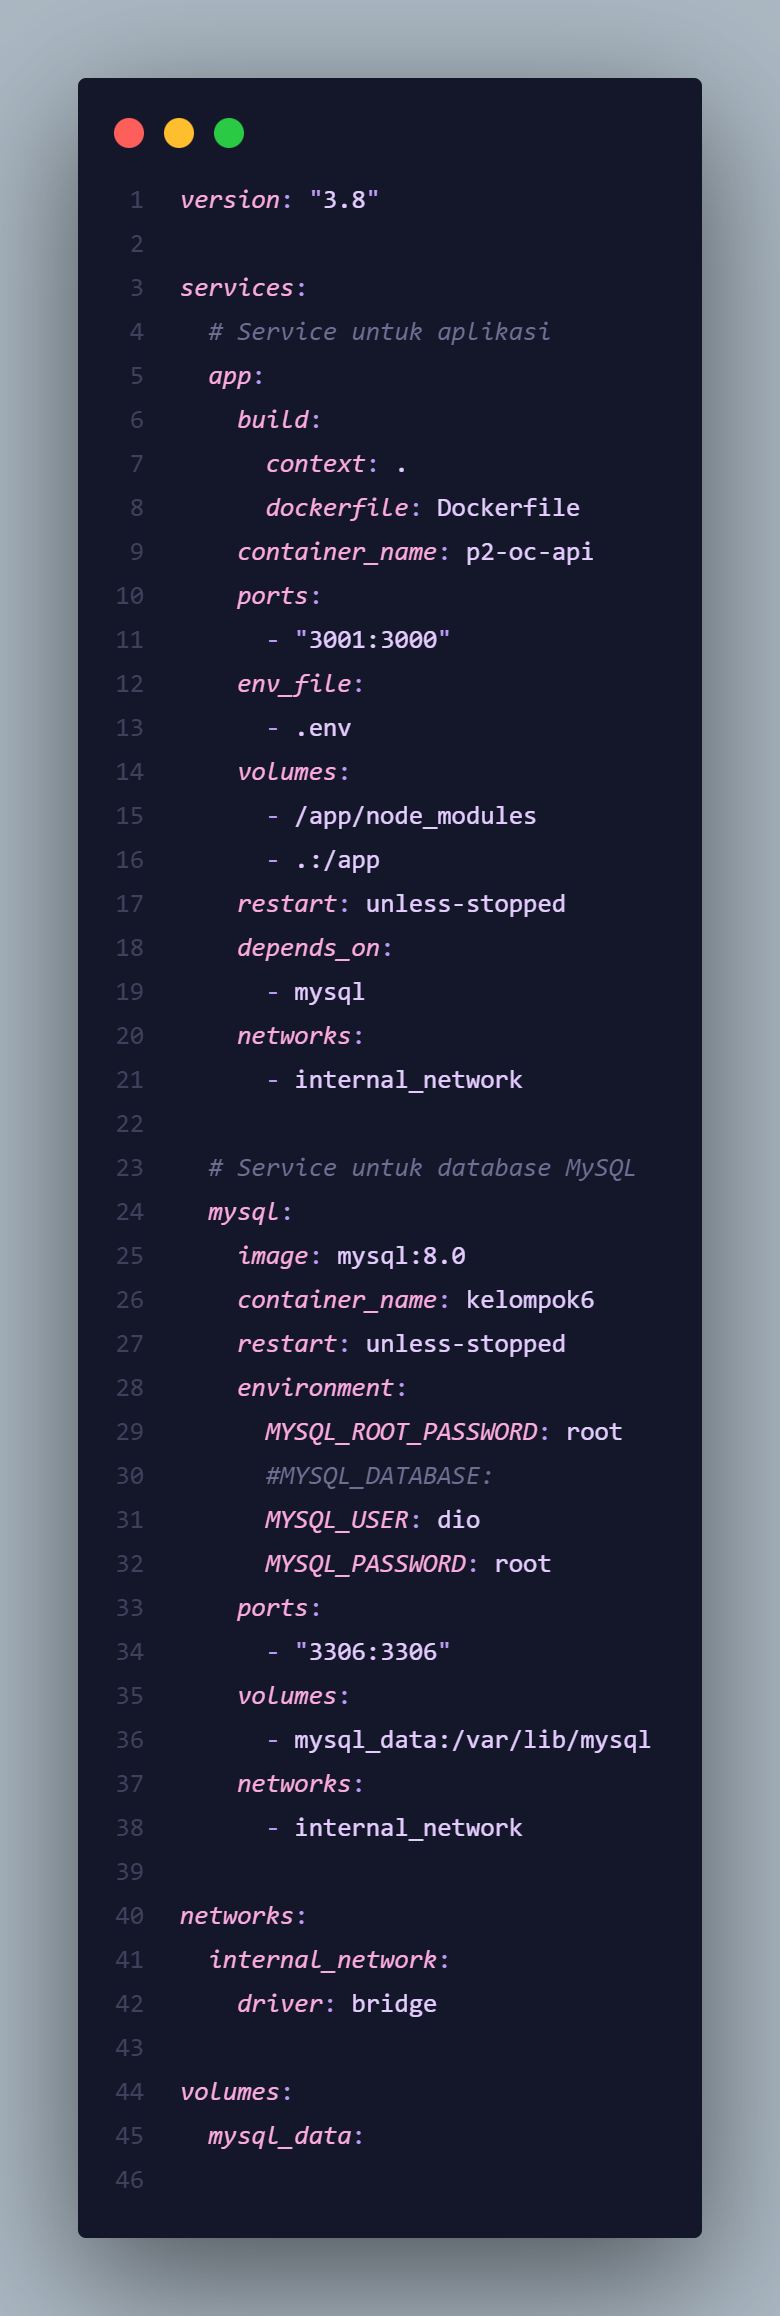 1 version: "3.8"
2
3 services:
4   # Service untuk aplikasi
5   app:
6     build:
7       context: .
8       dockerfile: Dockerfile
9     container_name: p2-oc-api
10     ports:
11       - "3001:3000"
12     env_file:
13       - .env
14     volumes:
15       - /app/node_modules
16       - .:/app
17     restart: unless-stopped
18     depends_on:
19       - mysql
20     networks:
21       - internal_network
22
23   # Service untuk database MySQL
24   mysql:
25     image: mysql:8.0
26     container_name: kelompok6
27     restart: unless-stopped
28     environment:
29       MYSQL_ROOT_PASSWORD: root
30       #MYSQL_DATABASE:
31       MYSQL_USER: dio
32       MYSQL_PASSWORD: root
33     ports:
34       - "3306:3306"
35     volumes:
36       - mysql_data:/var/lib/mysql
37     networks:
38       - internal_network
39
40 networks:
41   internal_network:
42     driver: bridge
43
44 volumes:
45   mysql_data:
46